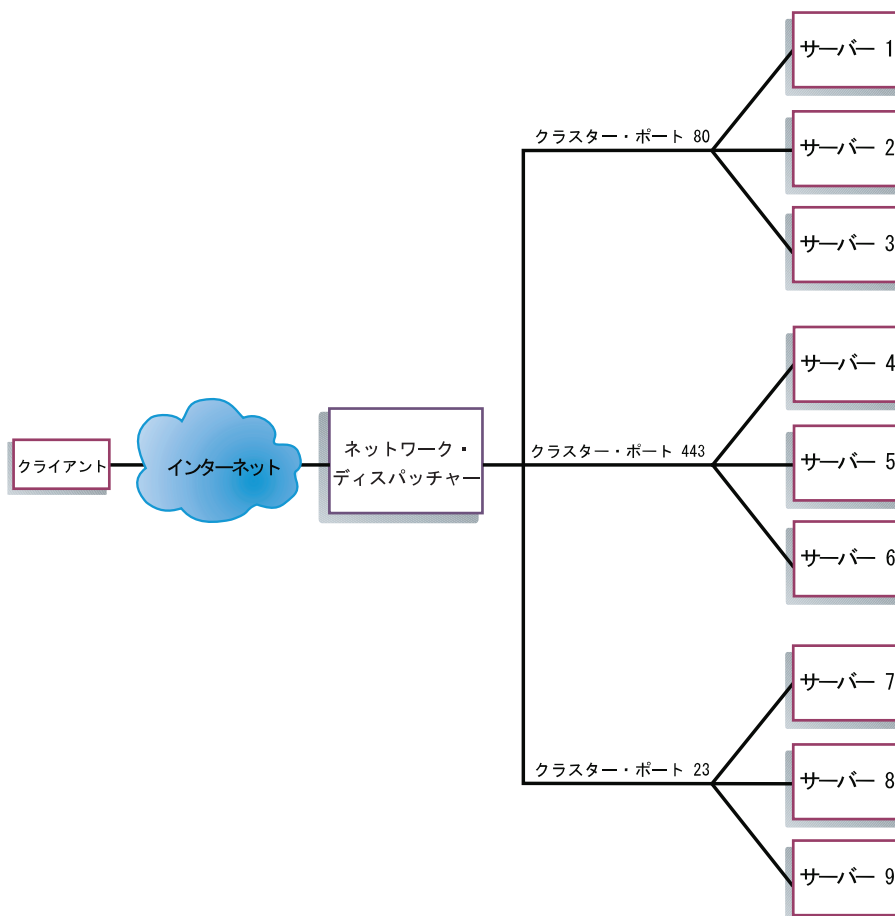 サーバー 1
クラスター・ポート 80
サーバー 2
サーバー 3
サーバー 4
クライアント
インターネット
ネットワーク・
ディスパッチャー
クラスター・ポート 443
サーバー 5
サーバー 6
サーバー 7
クラスター・ポート 23
サーバー 8
サーバー 9